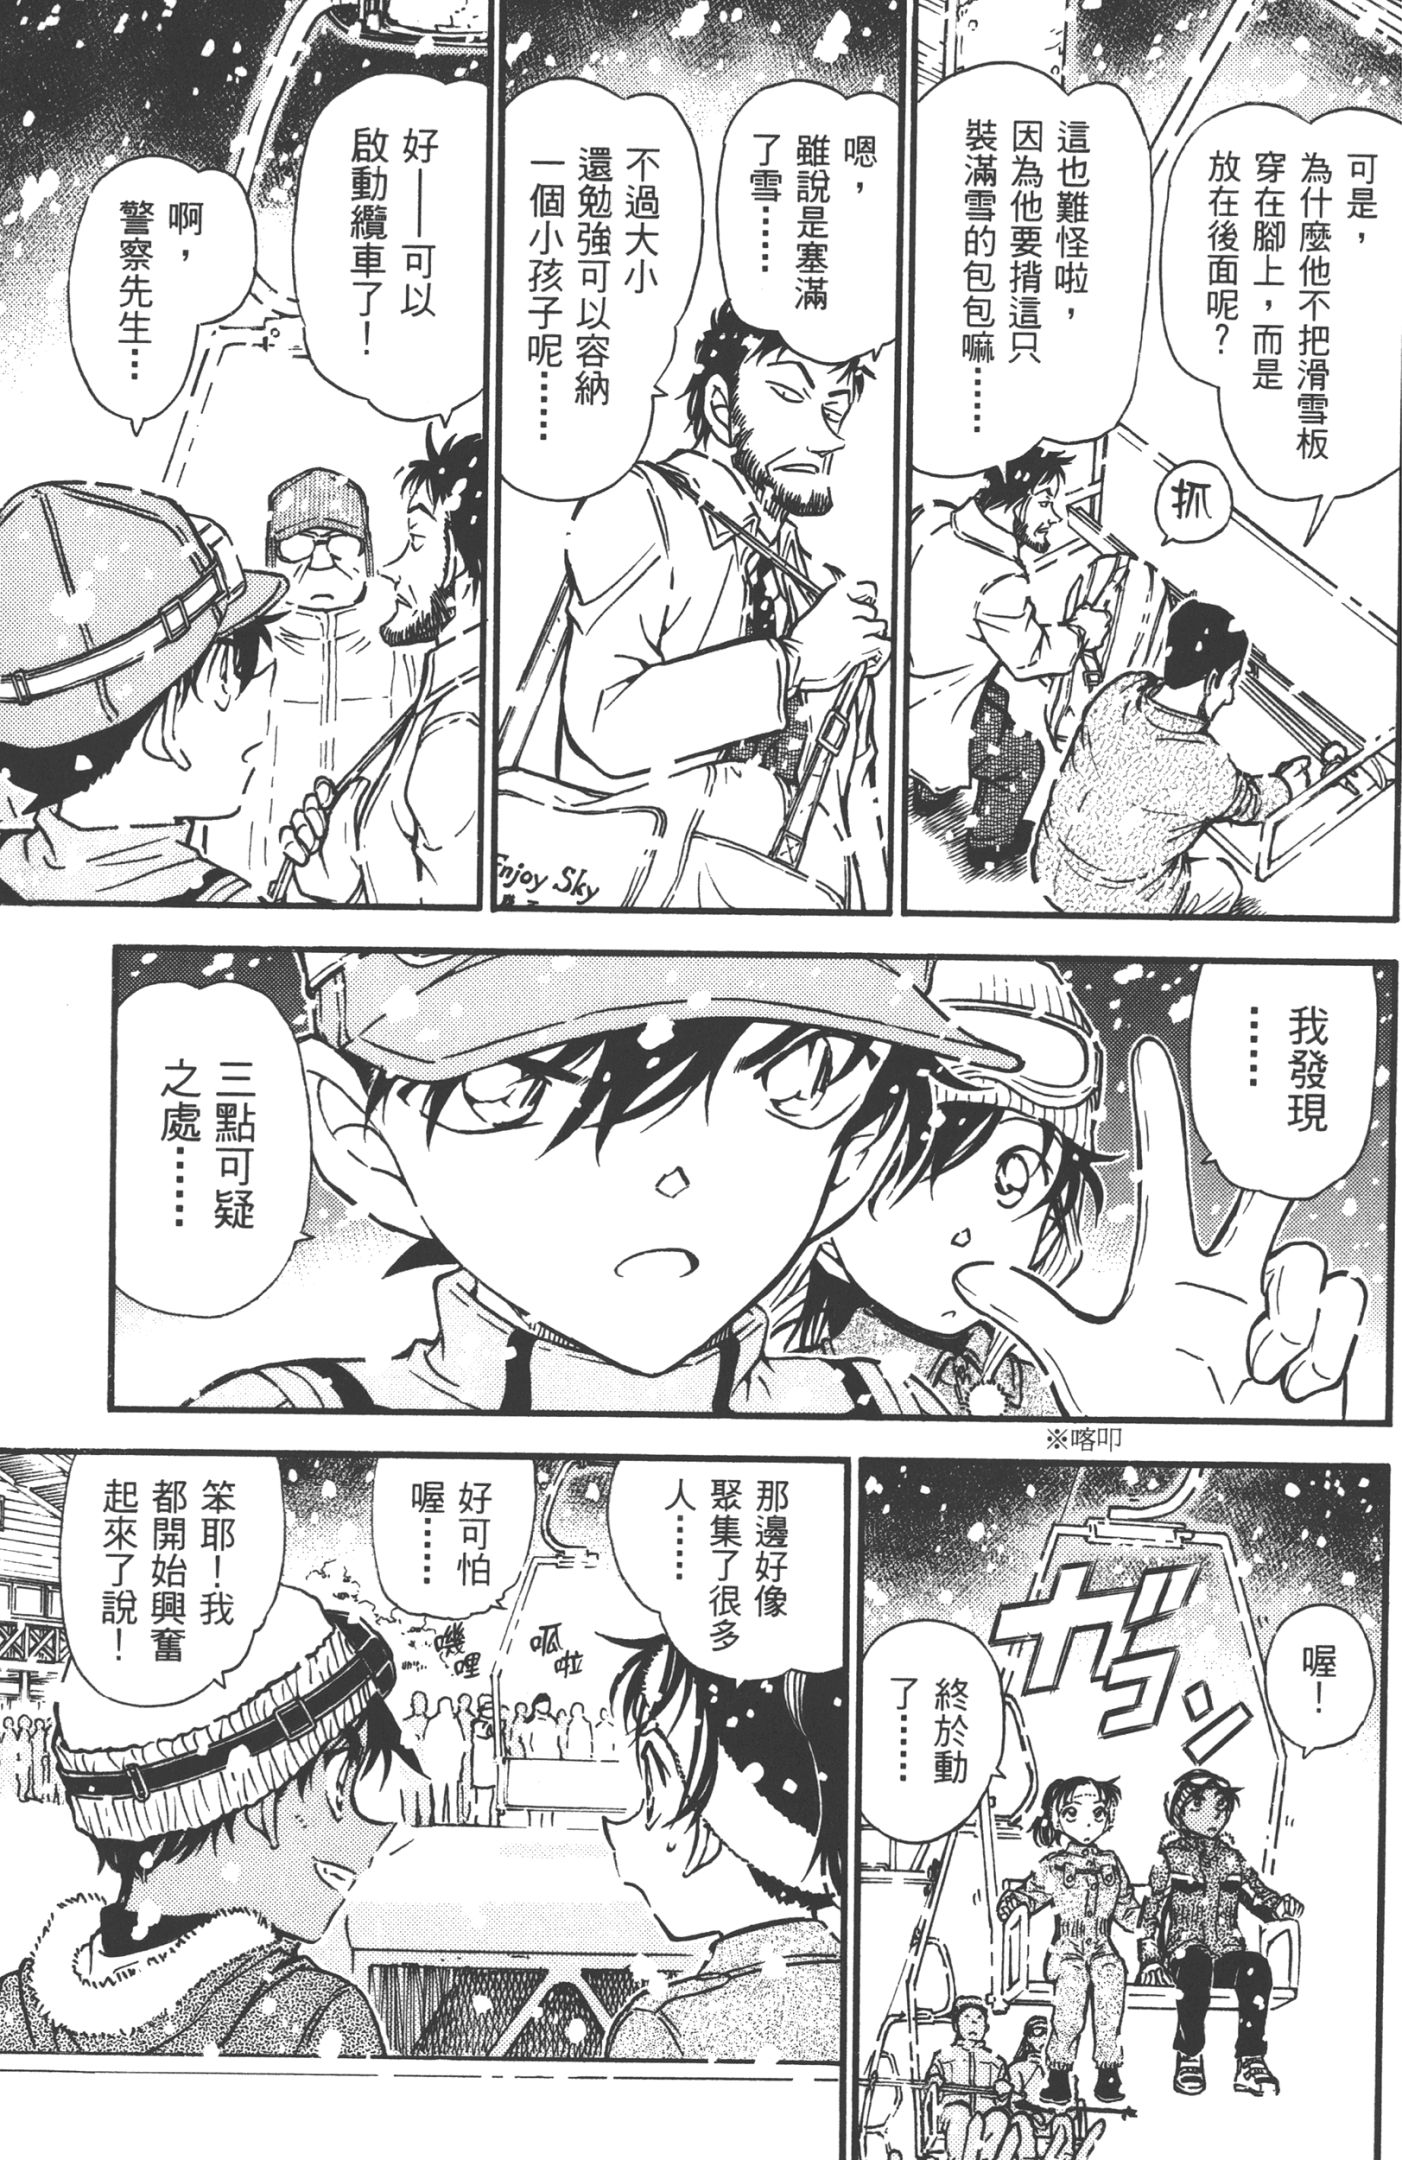 可是，
為什麼他不把滑雪板
穿在腳上，而是
放在後面呢？
抓
這也難怪啦，
因為他要揹這只
裝滿雪的包包嘛……
嗯，
雖說是塞滿
了雪……
不過大小
還勉強可以容納
一個小孩子呢……
Enjoy Sky
好──可以
啟動纜車了！
啊，
警察先生…
我發現
……
三點可疑
之處……
※喀叩
喔！
ガコン
終於動
了……
那邊好像
聚集了很多
人……
呱啦
嘰哩
好可怕
喔……
笨耶！我
都開始興奮
起來了說！